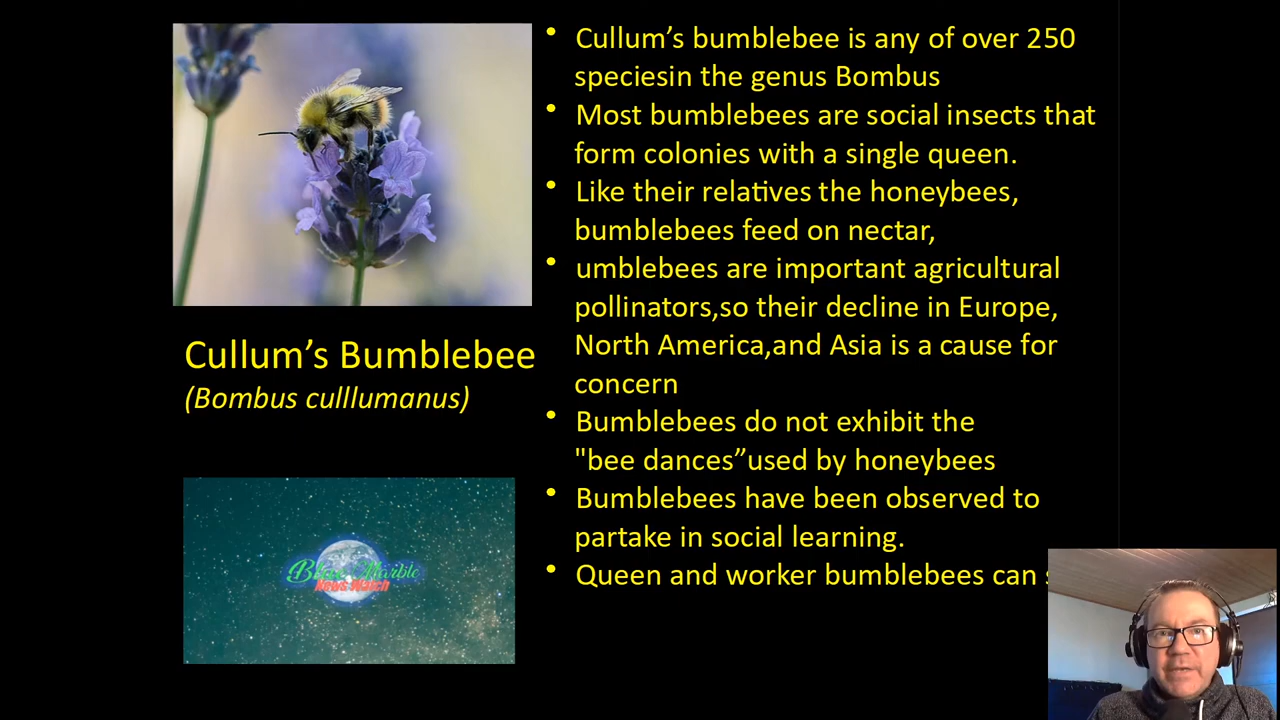 • Cullum’s bumblebee is any of over 250
speciesin the genus Bombus
• Most bumblebees are social insects that
form colonies with a single queen.
• Like their relatives the honeybees,
bumblebees feed on nectar,
• umblebees are important agricultural
pollinators,so their decline in Europe,
North America,and Asia is a cause for
concern
• Bumblebees do not exhibit the
"bee dances”used by honeybees
• Bumblebees have been observed to
partake in social learning.
• Queen and worker bumblebees can
Cullum’s Bumblebee
(Bombus culllumanus)
Blue Marble
News Watch